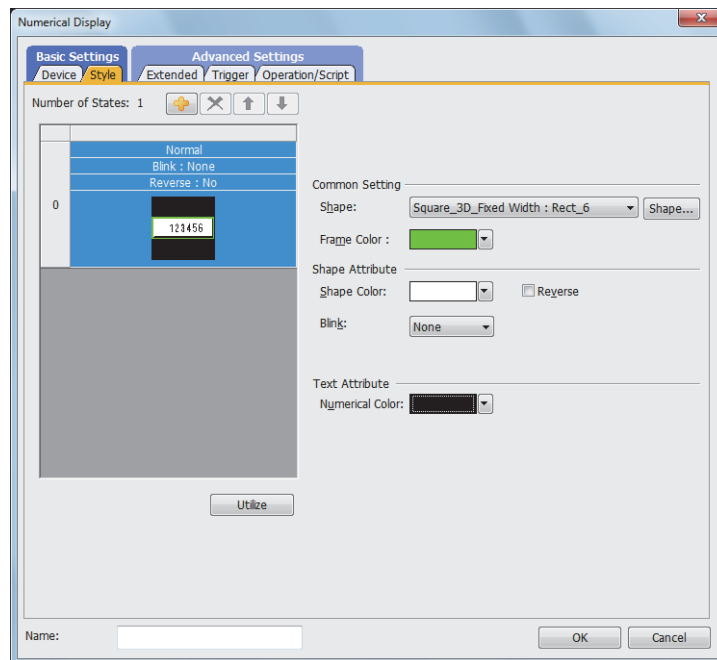 Numerical Display
x
Basic Settings Advanced Settings
Device Style Extended Trigger Operation/Script
Number of States: 1
Normal
Blink : None
Reverse : No
0
123456
Common Setting
Shape: Square_3D_Fixed Width : Rect_6 Shape...
Frame Color :
Shape Attribute
Shape Color: Reverse
Blink: None
Text Attribute
Numerical Color:
Utilize
Name: OK Cancel